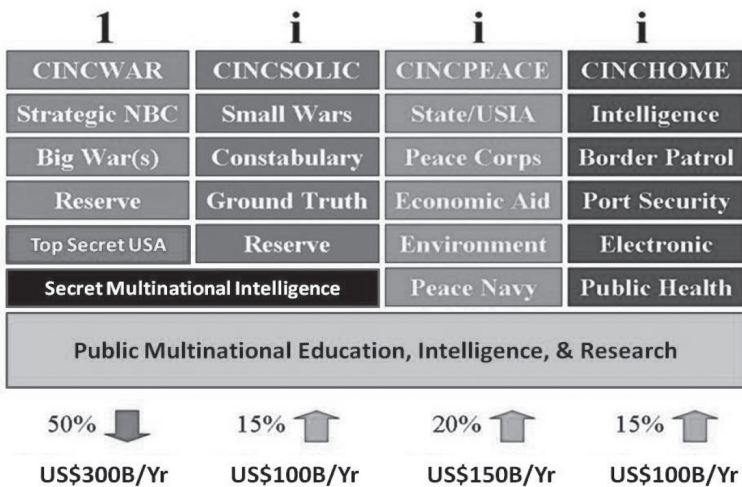 1 i i i
CINCWAR CINCSOLIC CINCPEACE CINCHOME
Strategic NBC Small Wars State/USIA Intelligence
Big War(s) Constabulary Peace Corps Border Patrol
Reserve Ground Truth Economic Aid Port Security
Top Secret USA Reserve Environment Electronic
Secret Multinational Intelligence Peace Navy Public Health
Public Multinational Education, Intelligence, & Research
50% 15% 20% 15%
US$300B/Yr US$100B/Yr US$150B/Yr US$100B/Yr